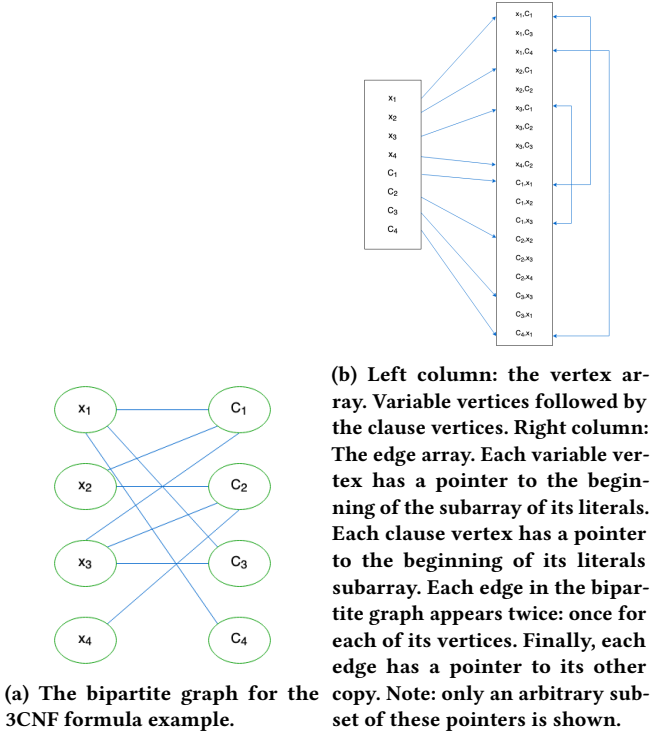 x1
x2
x3
x4
C1
C2
C3
C4
x1,C1
x1,C3
x1,C4
x2,C1
x2,C2
x3,C1
x3,C2
x3,C3
x4,C2
C1,x1
C1,x2
C1,x3
C2,x2
C2,x3
C2,x4
C3,x3
C3,x1
C4,x1
x1
C1
x2
C2
x3
C3
x4
C4
(a) The bipartite graph for the
3CNF formula example.
(b) Left column: the vertex ar-
ray. Variable vertices followed by
the clause vertices. Right column:
The edge array. Each variable ver-
tex has a pointer to the begin-
ning of the subarray of its literals.
Each clause vertex has a pointer
to the beginning of its literals
subarray. Each edge in the bipar-
tite graph appears twice: once for
each of its vertices. Finally, each
edge has a pointer to its other
copy. Note: only an arbitrary sub-
set of these pointers is shown.